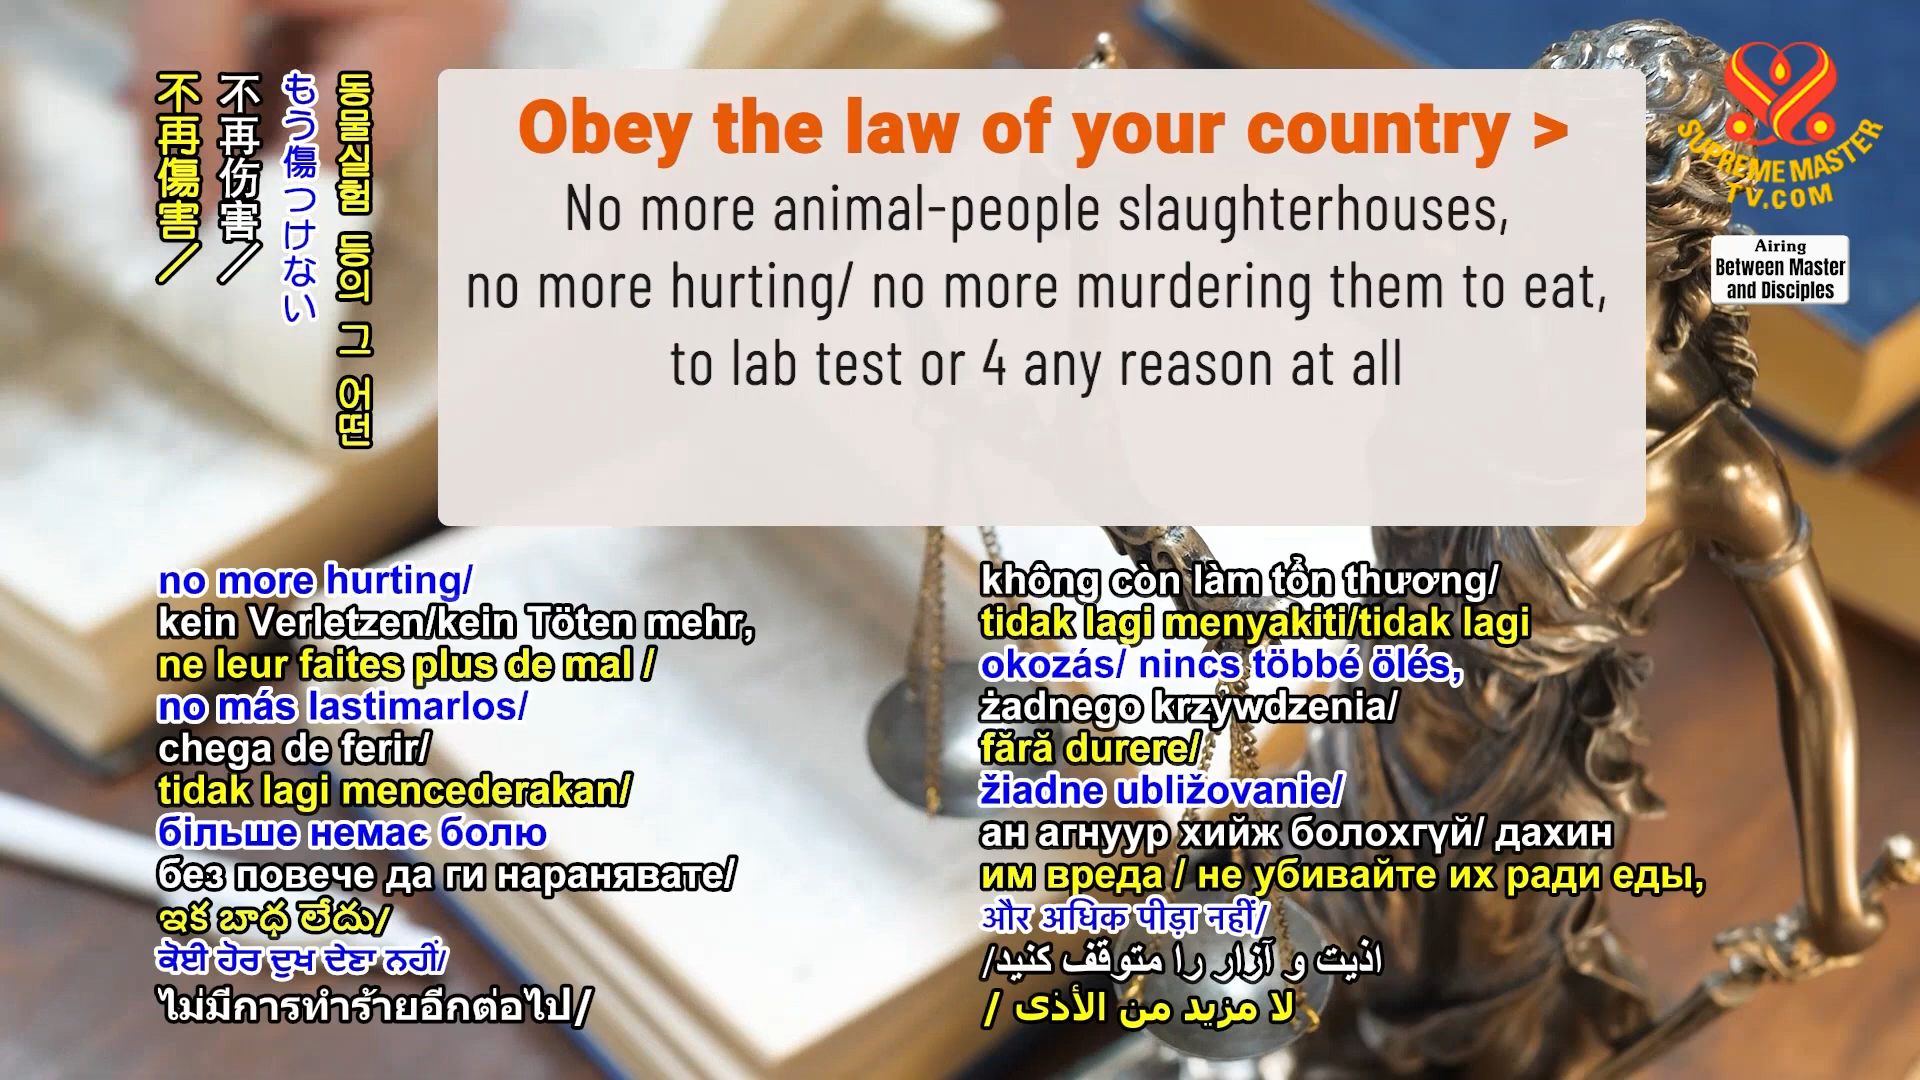 不再傷害／
不再伤害／
もう傷つけない
동물실험 등의 그 어떤
Obey the law of your country >
No more animal-people slaughterhouses,
no more hurting/ no more murdering them to eat,
to lab test or 4 any reason at all
SUPREME MASTER
TV.COM
Airing
Between Master
and Disciples
no more hurting/
kein Verletzen/kein Töten mehr,
ne leur faites plus de mal /
no más lastimarlos/
chega de ferir/
tidak lagi mencederakan/
більше немає болю
без повече да ги наранявате/
ఇక బాధ లేదు/
ਕੋਈ ਹੋਰ ਦੁਖ ਦੇਣਾ ਨਹੀਂ/
ไม่มีการทำร้ายอีกต่อไป/
không còn làm tổn thương/
tidak lagi menyakiti/tidak lagi
okozás/ nincs többé ölés,
żadnego krzywdzenia/
fără durere/
žiadne ubližovanie/
ан агнуур хийж болохгүй/ дахин
им вреда / не убивайте их ради еды,
और अधिक पीड़ा नहीं/
اذیت و آزار را متوقف کنید/
لا مزيد من الأذى /